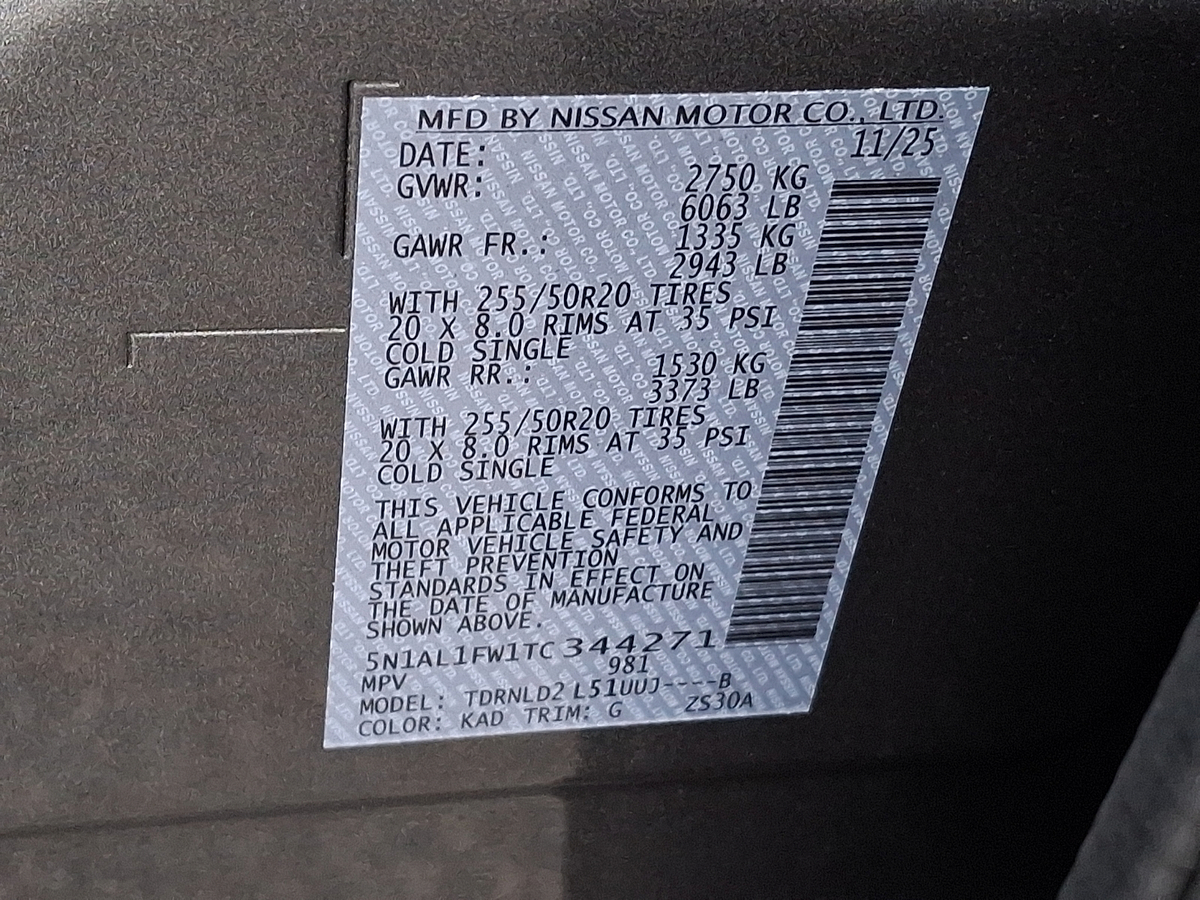 MFD BY NISSAN MOTOR CO., LTD.
DATE: 11/25
GVWR: 2750 KG
6063 LB
GAWR FR.: 1335 KG
2943 LB
WITH 255/50R20 TIRES
20 X 8.0 RIMS AT 35 PSI
COLD SINGLE
GAWR RR.: 1530 KG
3373 LB
WITH 255/50R20 TIRES
20 X 8.0 RIMS AT 35 PSI
COLD SINGLE
THIS VEHICLE CONFORMS TO
ALL APPLICABLE FEDERAL
MOTOR VEHICLE SAFETY AND
THEFT PREVENTION
STANDARDS IN EFFECT ON
THE DATE OF MANUFACTURE
SHOWN ABOVE.
5N1AL1FW1TC344271
MPV 981
MODEL: TDRNLD2 L51UUJ----B
COLOR: KAD TRIM: G ZS30A